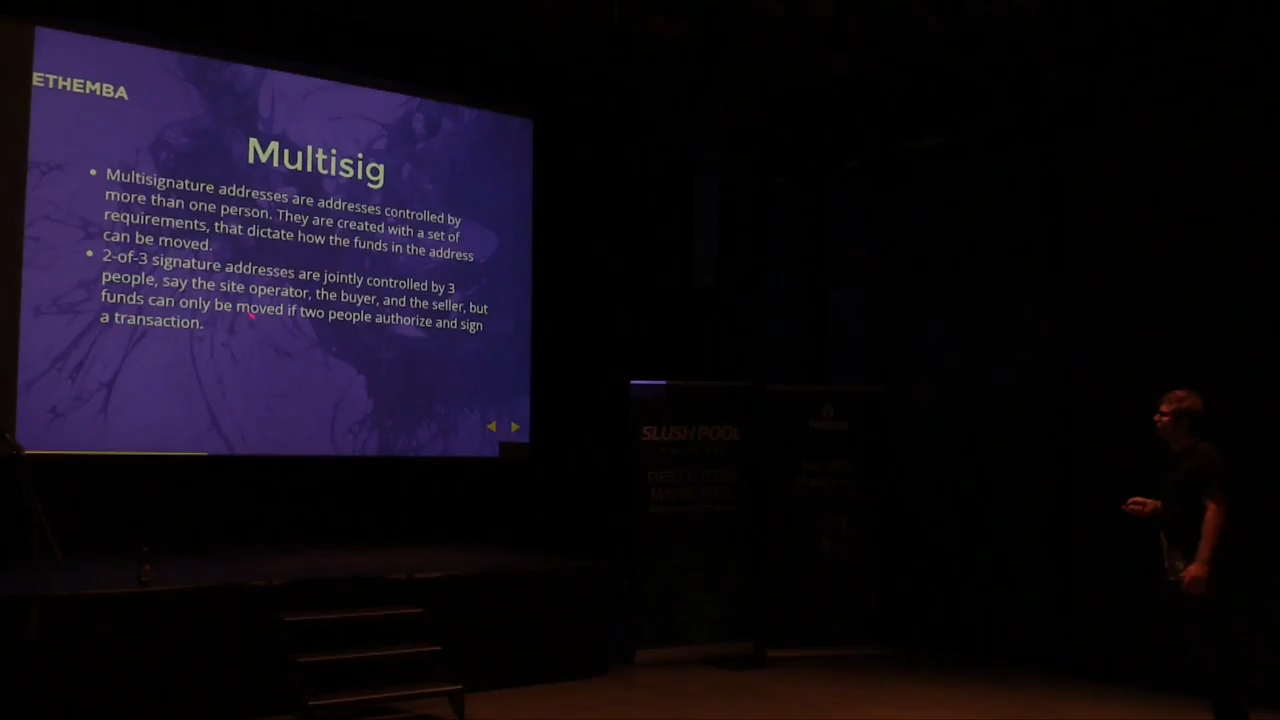 ETHEMBA
Multisig
• Multisignature addresses are addresses controlled by
more than one person. They are created with a set of
requirements, that dictate how the funds in the address
can be moved.
• 2-of-3 signature addresses are jointly controlled by 3
people, say the site operator, the buyer, and the seller, but
funds can only be moved if two people authorize and sign
a transaction.
SLUSH POOL